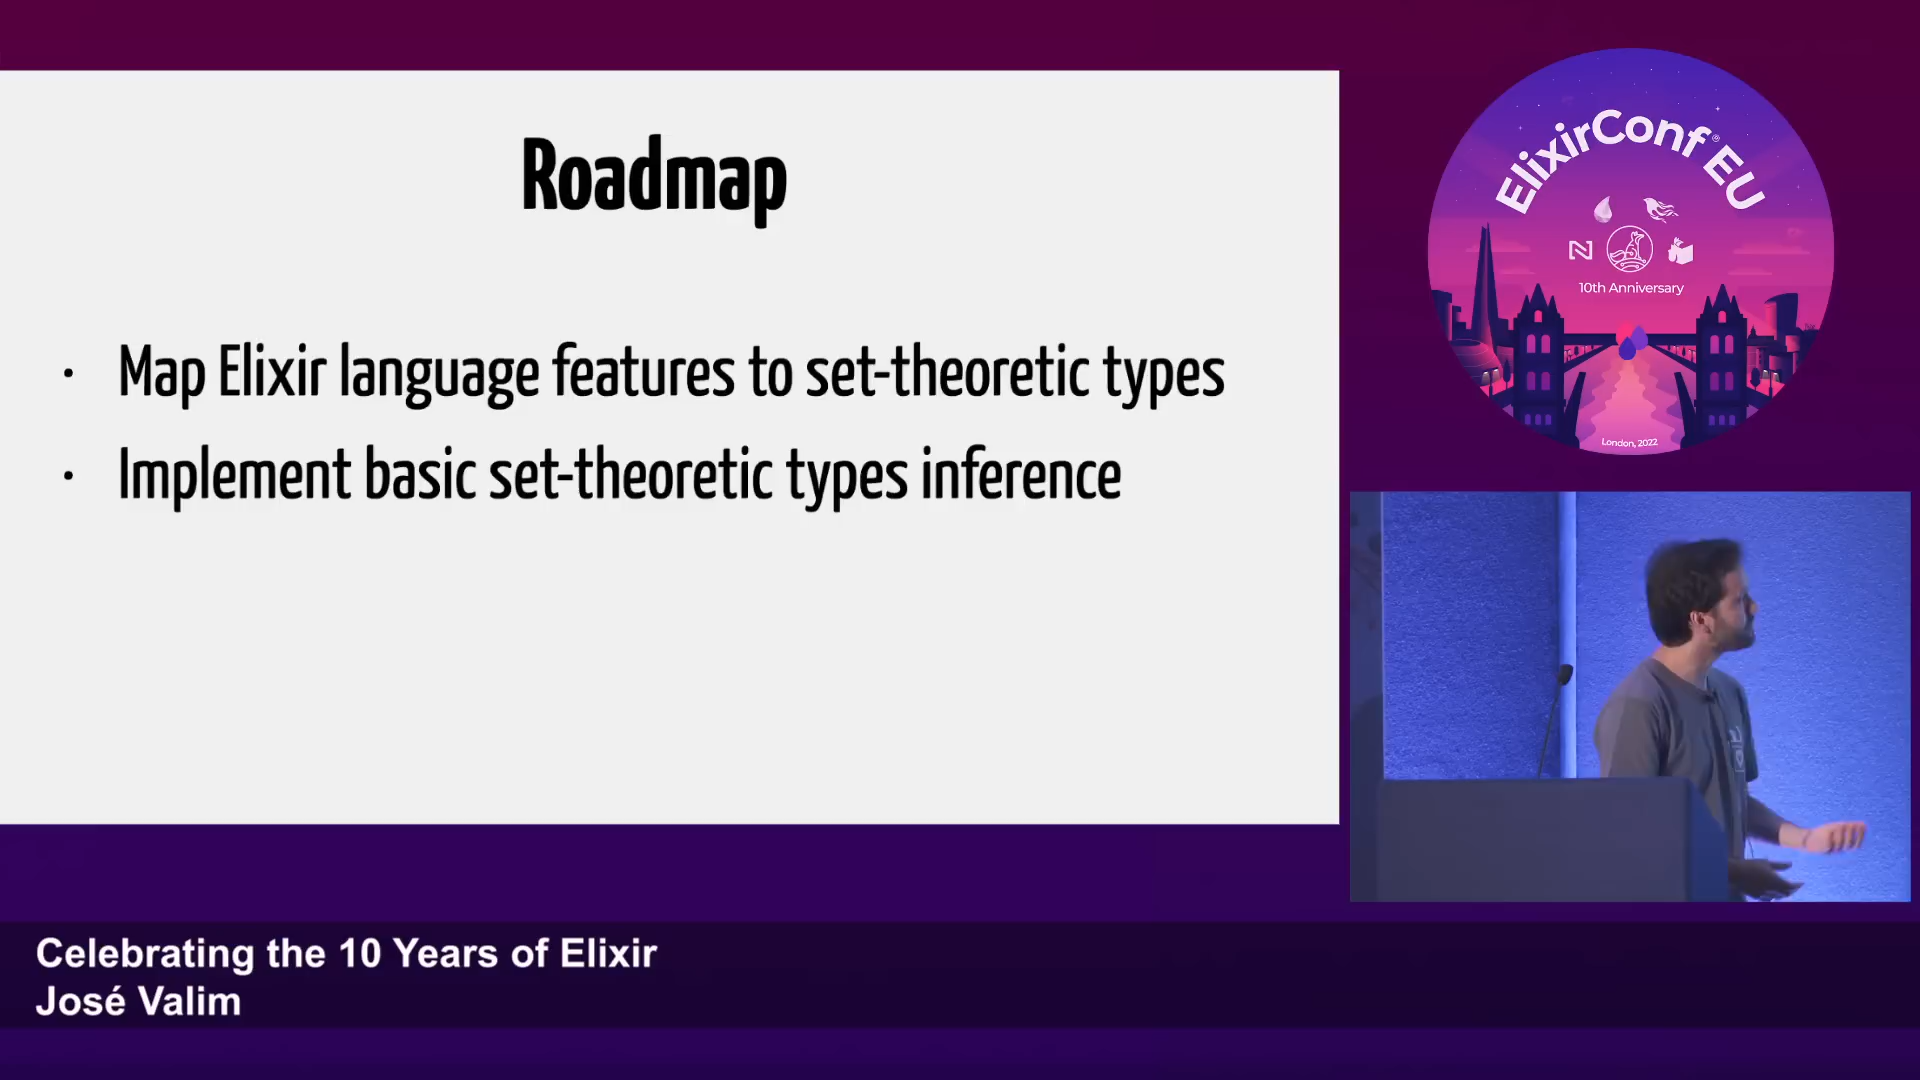 Roadmap
· Map Elixir language features to set-theoretic types
· Implement basic set-theoretic types inference
ElixirConf® EU
10th Anniversary
London, 2022
Celebrating the 10 Years of Elixir
José Valim